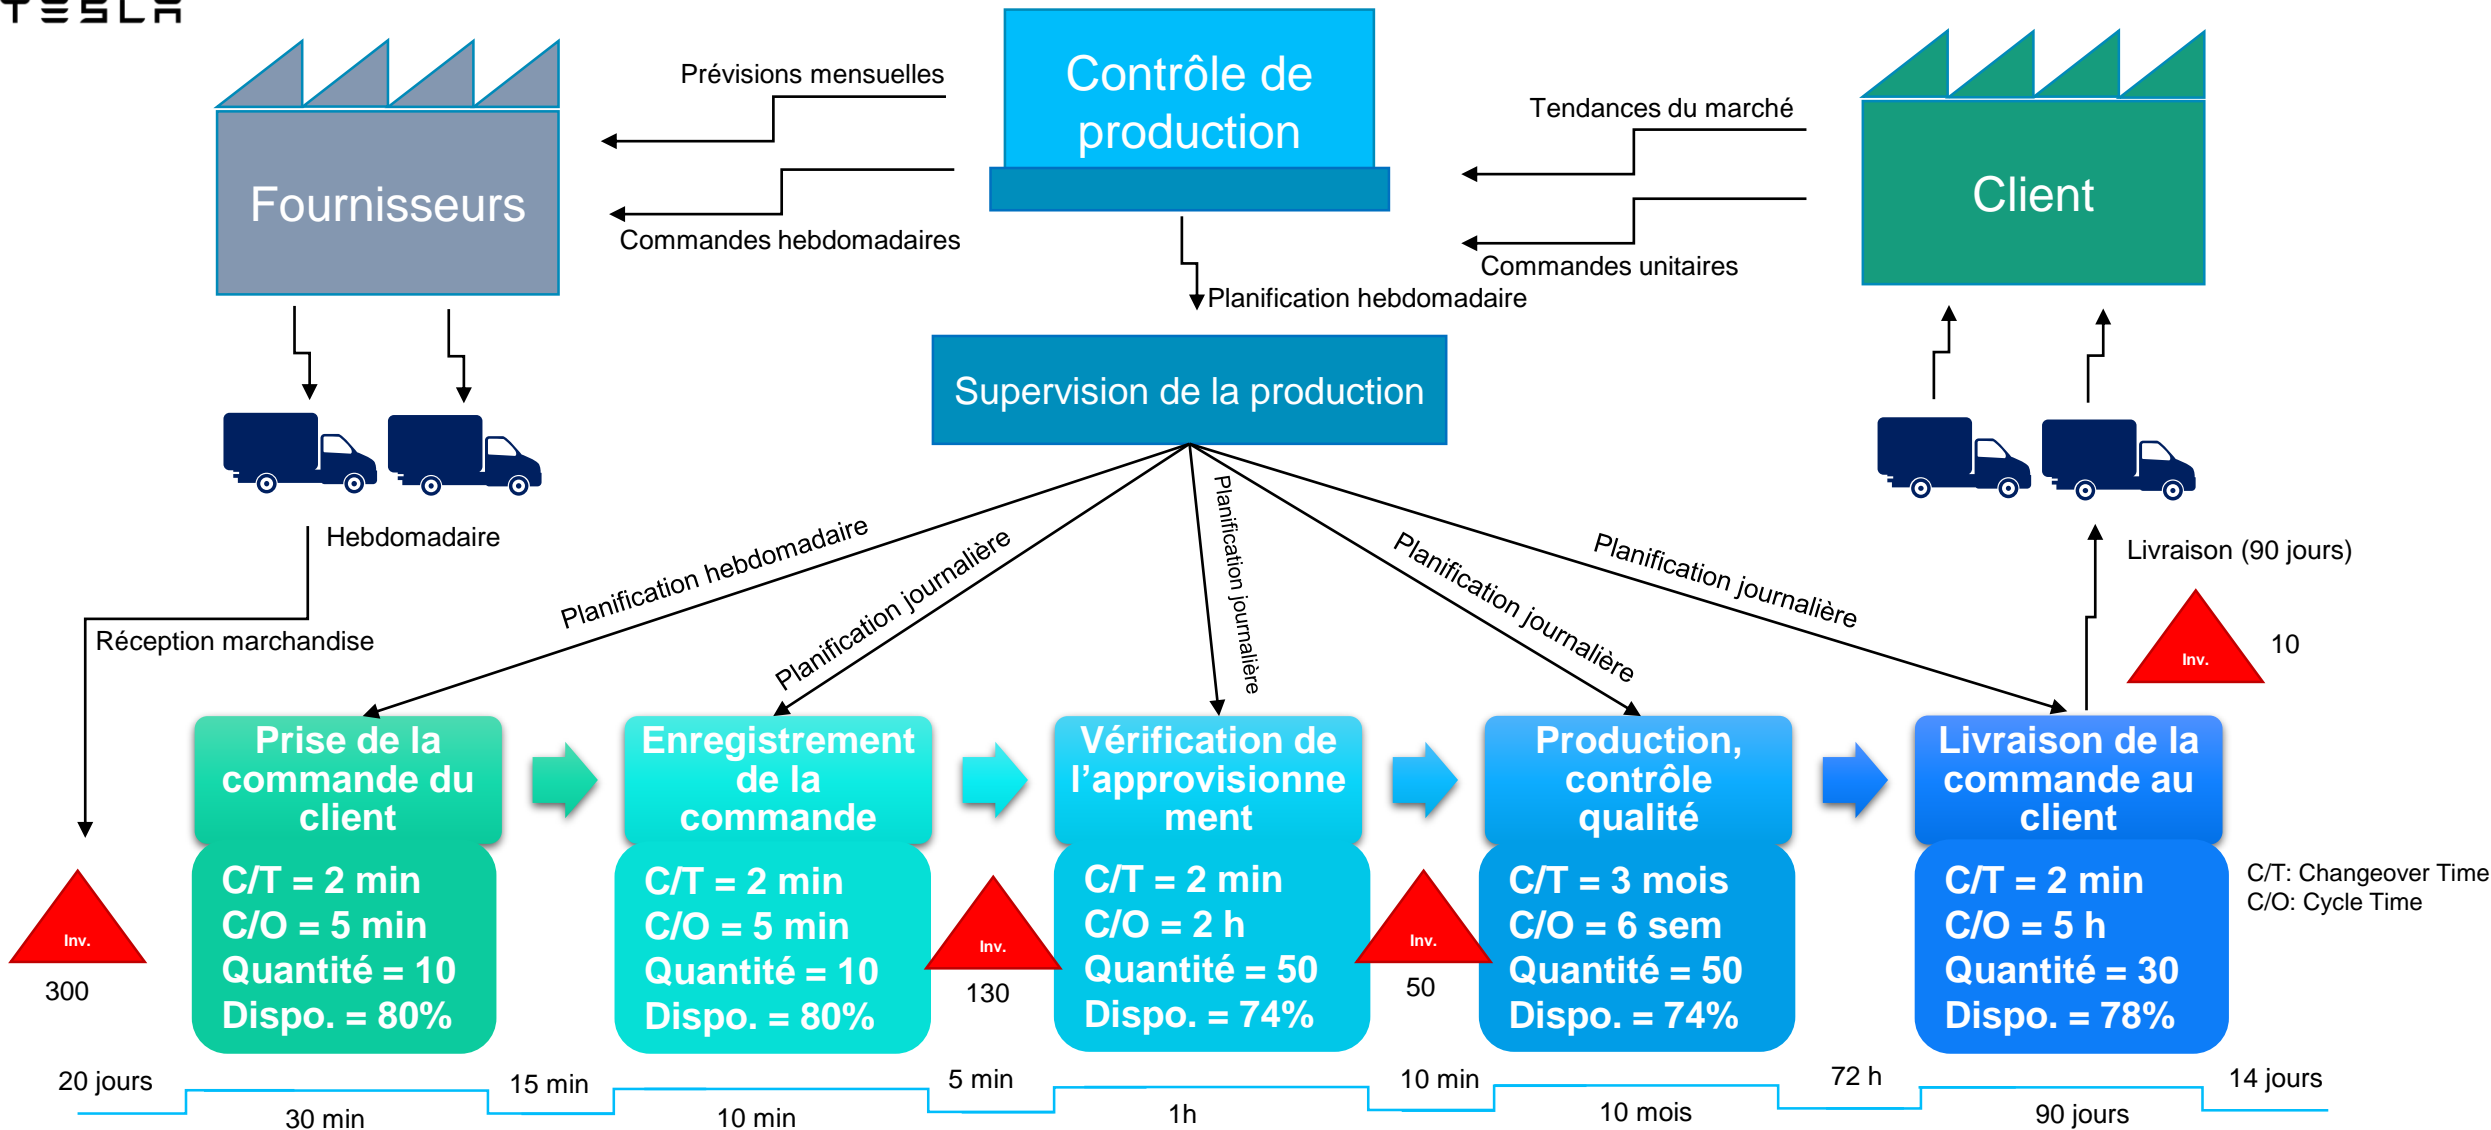 TESLA
Prévisions mensuelles
Contrôle de
production
Tendances du marché
Fournisseurs
Client
Commandes hebdomadaires
Commandes unitaires
Planification hebdomadaire
Supervision de la production
Hebdomadaire
Livraison (90 jours)
Planification hebdomadaire
Planification journalière
Planification journalière
Planification journalière
Planification journalière
Réception marchandise
Inv.
10
Prise de la
commande du
client
Enregistrement
de la
commande
Vérification de
l’approvisionne
ment
Production,
contrôle
qualité
Livraison de la
commande au
client
Inv.
300
C/T = 2 min
C/O = 5 min
Quantité = 10
Dispo. = 80%
C/T = 2 min
C/O = 5 min
Quantité = 10
Dispo. = 80%
Inv.
130
C/T = 2 min
C/O = 2 h
Quantité = 50
Dispo. = 74%
Inv.
50
C/T = 3 mois
C/O = 6 sem
Quantité = 50
Dispo. = 74%
C/T = 2 min
C/O = 5 h
Quantité = 30
Dispo. = 78%
C/T: Changeover Time
C/O: Cycle Time
20 jours
15 min
5 min
10 min
72 h
14 jours
30 min
10 min
1h
10 mois
90 jours